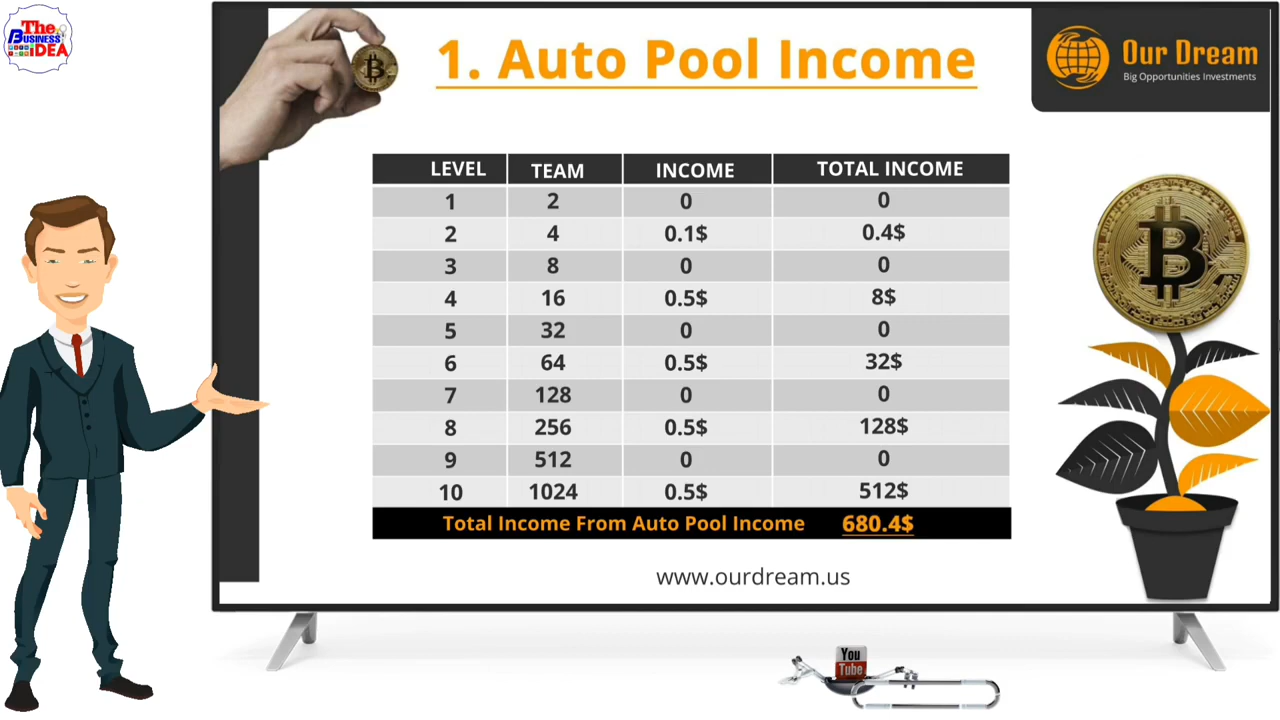 The
Business
iDEA
1. Auto Pool Income
Our Dream
Big Opportunities Investments
LEVEL TEAM INCOME TOTAL INCOME
1 2 0 0
2 4 0.1$ 0.4$
3 8 0 0
4 16 0.5$ 8$
5 32 0 0
6 64 0.5$ 32$
7 128 0 0
8 256 0.5$ 128$
9 512 0 0
10 1024 0.5$ 512$
Total Income From Auto Pool Income 680.4$
www.ourdream.us
You
Tube